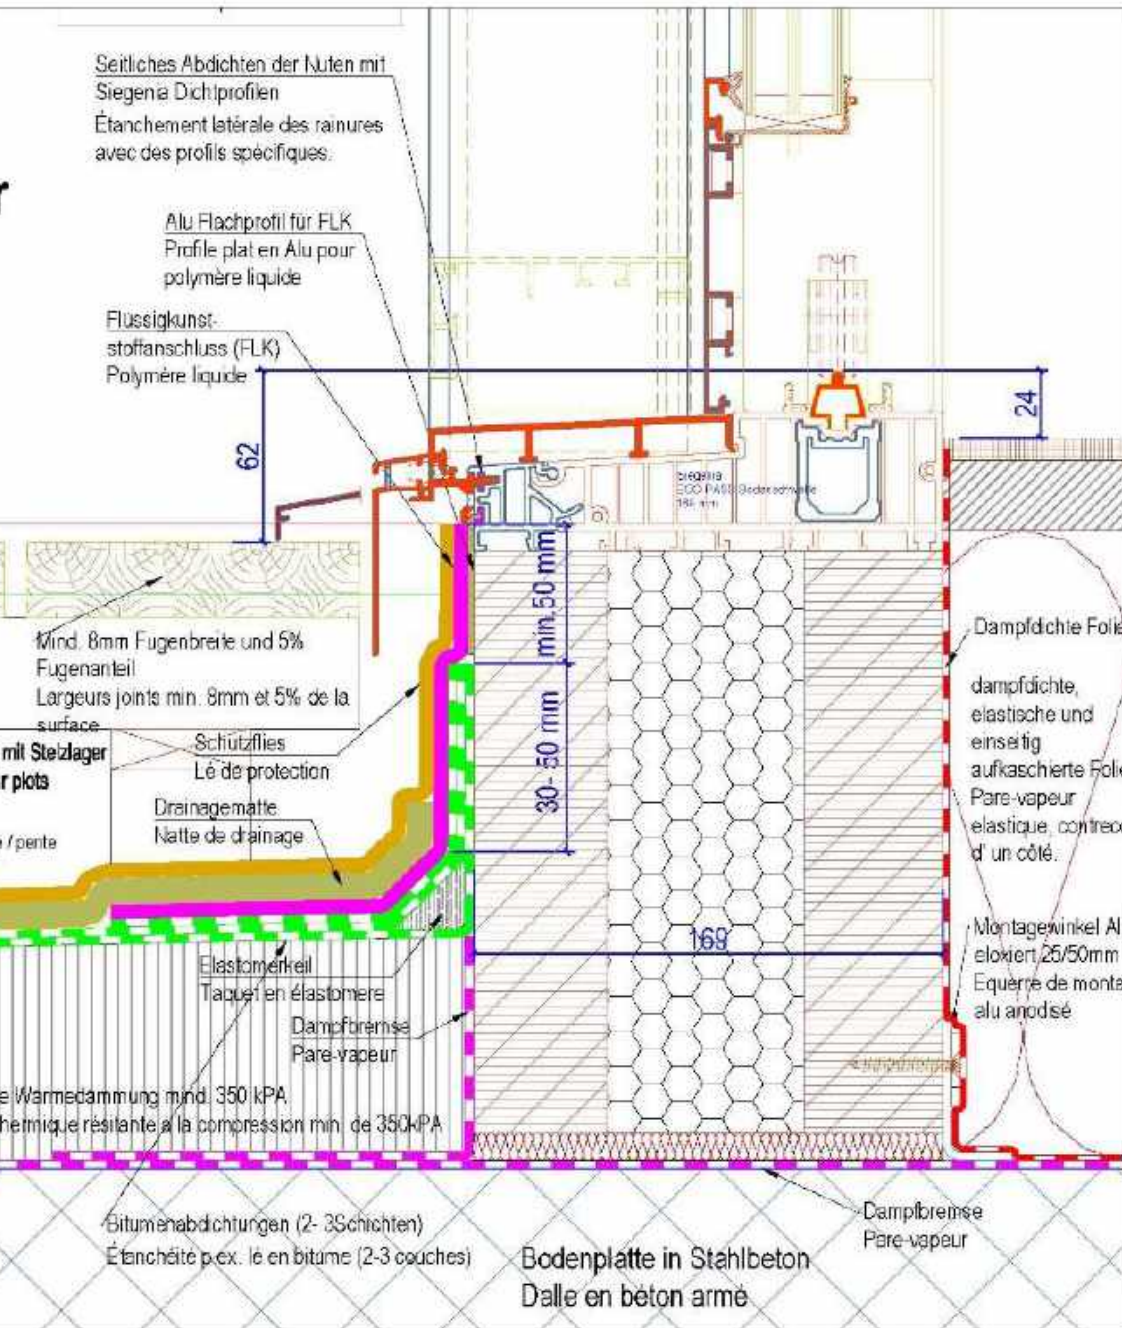 Seitliches Abdichten der Nuten mit
Siegenia Dichtprofilen
Étanchement latérale des rainures
avec des profils spécifiques.
r
Alu Flachprofil für FLK
Profile plat en Alu pour
polymère liquide
Flüssigkunst-
stoffanschluss (FLK)
Polymère liquide
62
24
Siegenia
ECO PASS Bodenschwelle
min. 50 mm
30- 50 mm
169
Mind. 8mm Fugenbreite und 5%
Fugenanteil
Largeurs joints min. 8mm et 5% de la
surface
mit Stelzlager
r plots
/ pente
Schutzflies
Lé de protection
Drainagematte
Natte de drainage
Elastomerkeil
Taquet en élastomère
Dampfbremse
Pare-vapeur
e Wärmedämmung mind. 350 kPA
hermique résitante à la compression min. de 350kPA
Bitumenabdichtungen (2- 3Schichten)
Étanchéité p.ex. lé en bitume (2-3 couches)
Bodenplatte in Stahlbeton
Dalle en béton armé
Dampfbremse
Pare-vapeur
Dampfdichte Folie
dampfdichte,
elastische und
einseitig
aufkaschierte Folie
Pare-vapeur
elastique, contreco
d' un côté.
Montagewinkel Al
eloxiert 25/50mm
Equerre de monta
alu anodisé